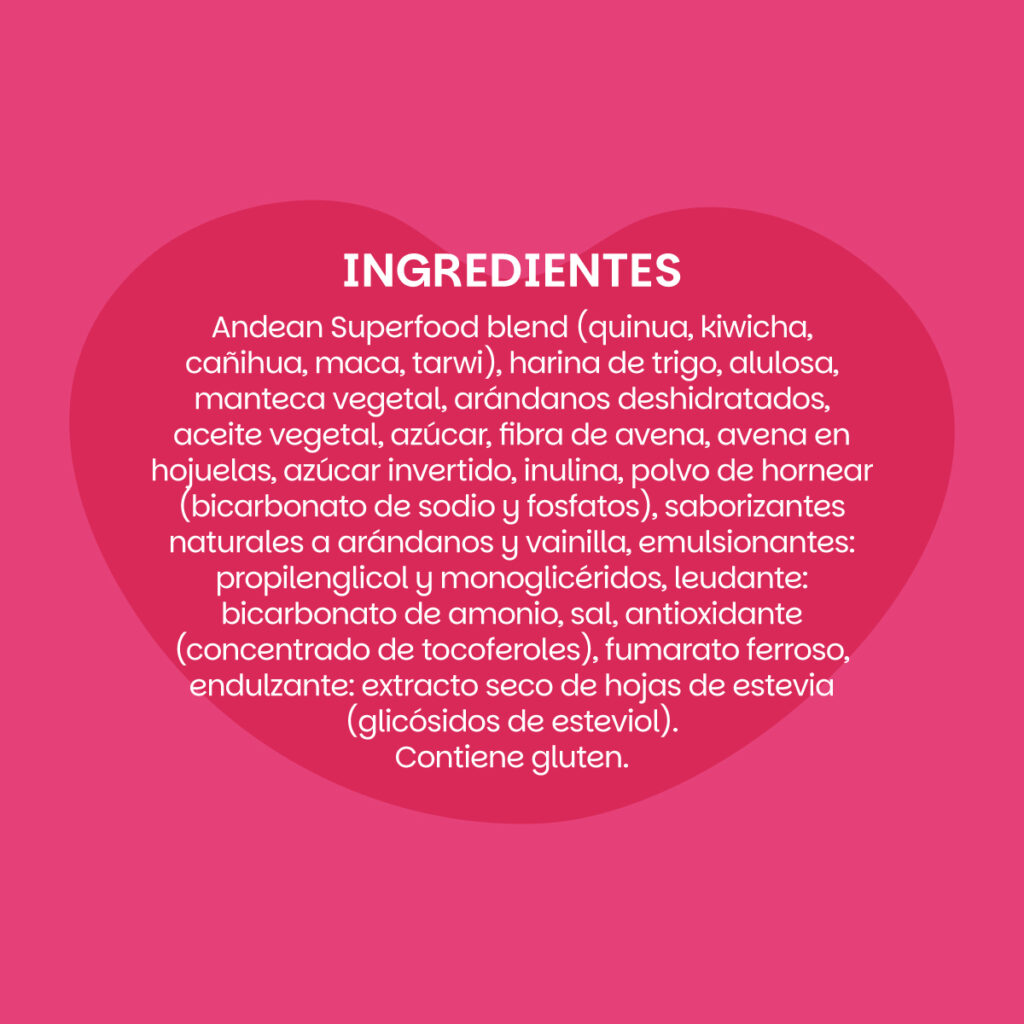 INGREDIENTES
Andean Superfood blend (quinua, kiwicha,
cañihua, maca, tarwi), harina de trigo, alulosa,
manteca vegetal, arándanos deshidratados,
aceite vegetal, azúcar, fibra de avena, avena en
hojuelas, azúcar invertido, inulina, polvo de hornear
(bicarbonato de sodio y fosfatos), saborizantes
naturales a arándanos y vainilla, emulsionantes:
propilenglicol y monoglicéridos, leudante:
bicarbonato de amonio, sal, antioxidante
(concentrado de tocoferoles), fumarato ferroso,
endulzante: extracto seco de hojas de estevia
(glicósidos de esteviol).
Contiene gluten.